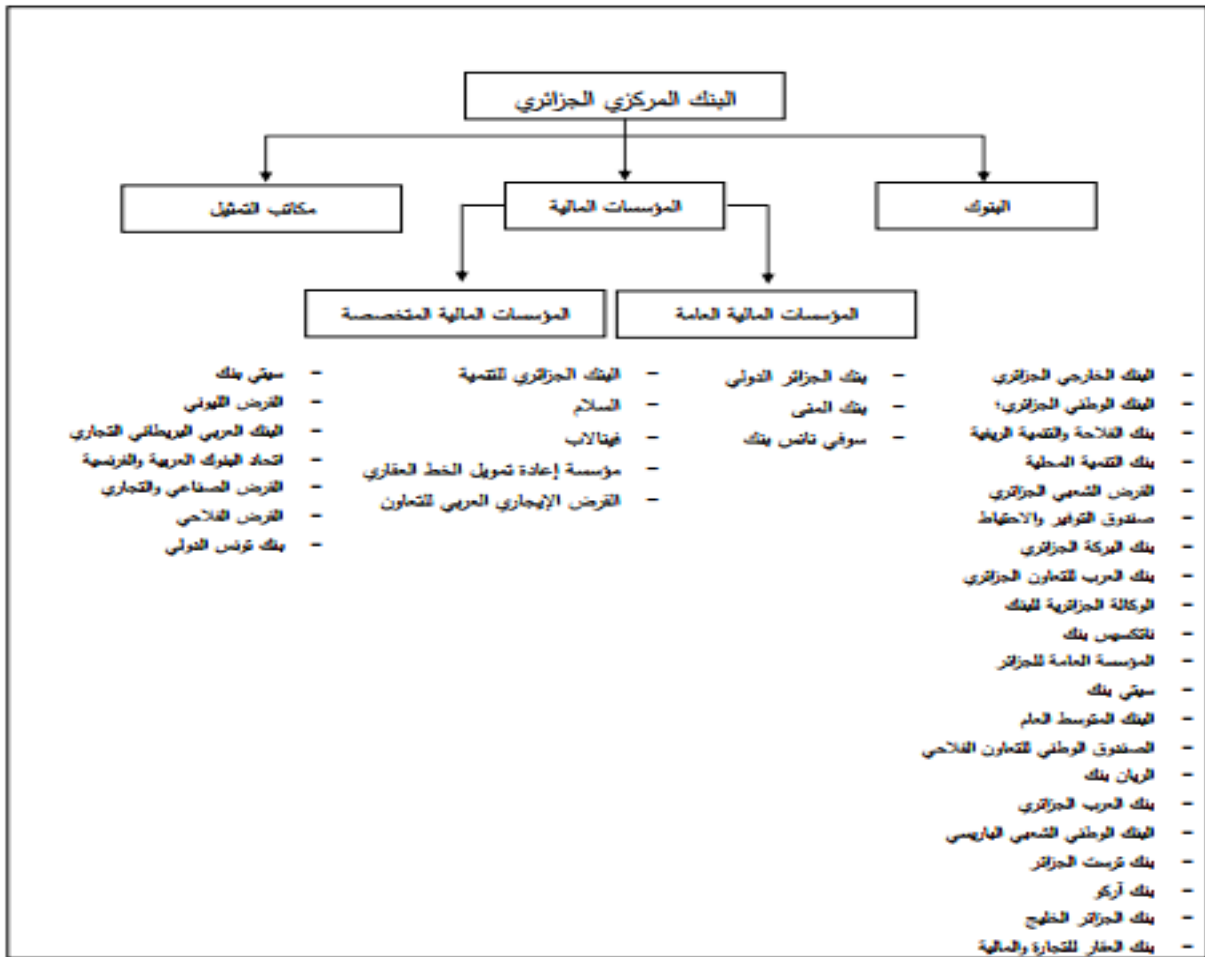 البنك المركزي الجزائري
البنوك
المؤسسات المالية
مكاتب التمثيل
المؤسسات المالية العامة
المؤسسات المالية المتخصصة
- البنك الخارجي الجزائري
- البنك الوطني الجزائري؛
- بنك الفلاحة والتنمية الريفية
- بنك التنمية المحلية
- القرض الشعبي الجزائري
- صندوق التوفير والاحتياط
- بنك البركة الجزائري
- بنك العرب للتعاون الجزائري
- الوكالة الجزائرية للبنك
- ناتكسيس بنك
- المؤسسة العامة للجزائر
- سيتي بنك
- البنك المتوسط العام
- الصندوق الوطني للتعاون الفلاحي
- الريان بنك
- بنك العرب الجزائري
- البنك الوطني الشعبي الباريسي
- بنك ترست الجزائر
- بنك أركو
- بنك الجزائر الخليج
- بنك العقار للتجارة والمالية
- بنك الجزائر الدولي
- بنك المنى
- سوفي نانس بنك
- البنك الجزائري للتنمية
- السلام
- فينالاب
- مؤسسة إعادة تمويل الخط العقاري
- القرض الإيجاري العربي للتعاون
- سيتي بنك
- القرض الليوني
- البنك العربي البريطاني التجاري
- اتحاد البنوك العربية والفرنسية
- القرض الصناعي والتجاري
- القرض الفلاحي
- بنك تونس الدولي